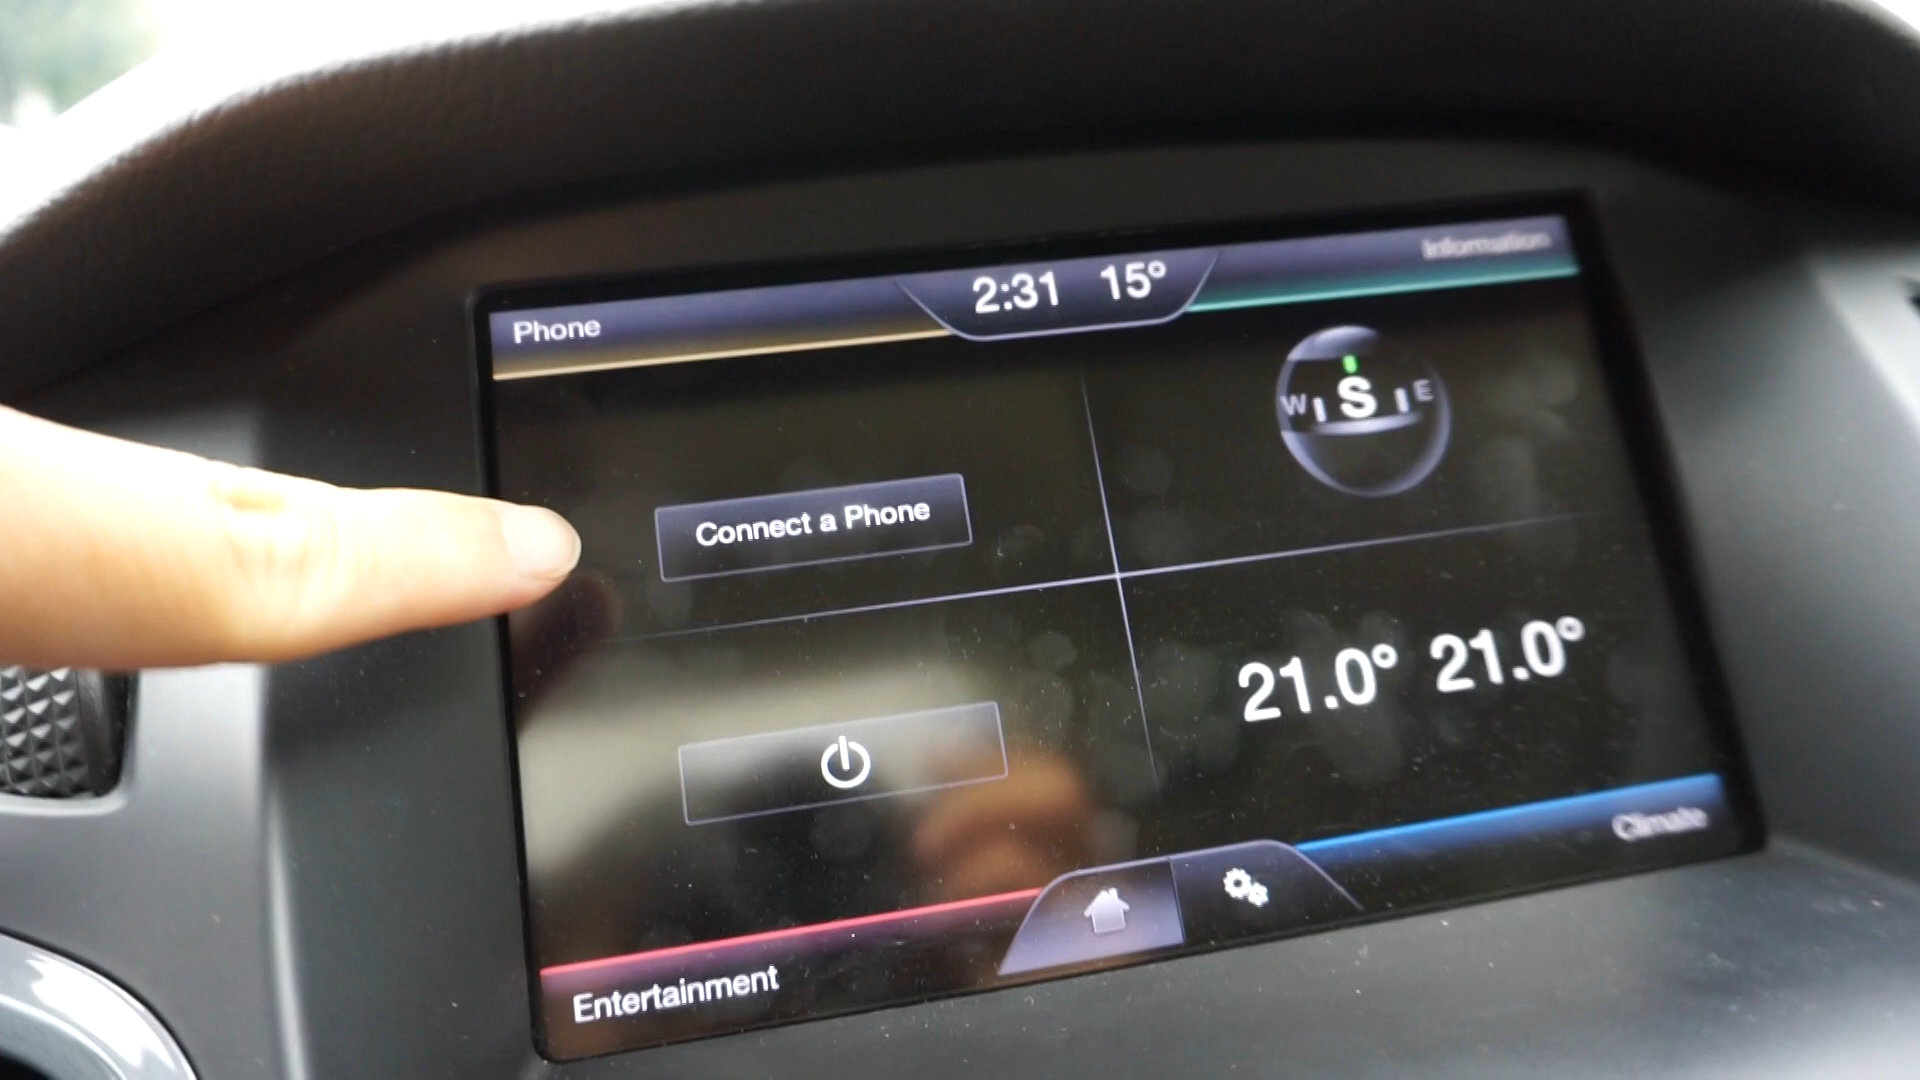 Phone
2:31 15°
Information
W S E
Connect a Phone
21.0° 21.0°
Entertainment
Climate